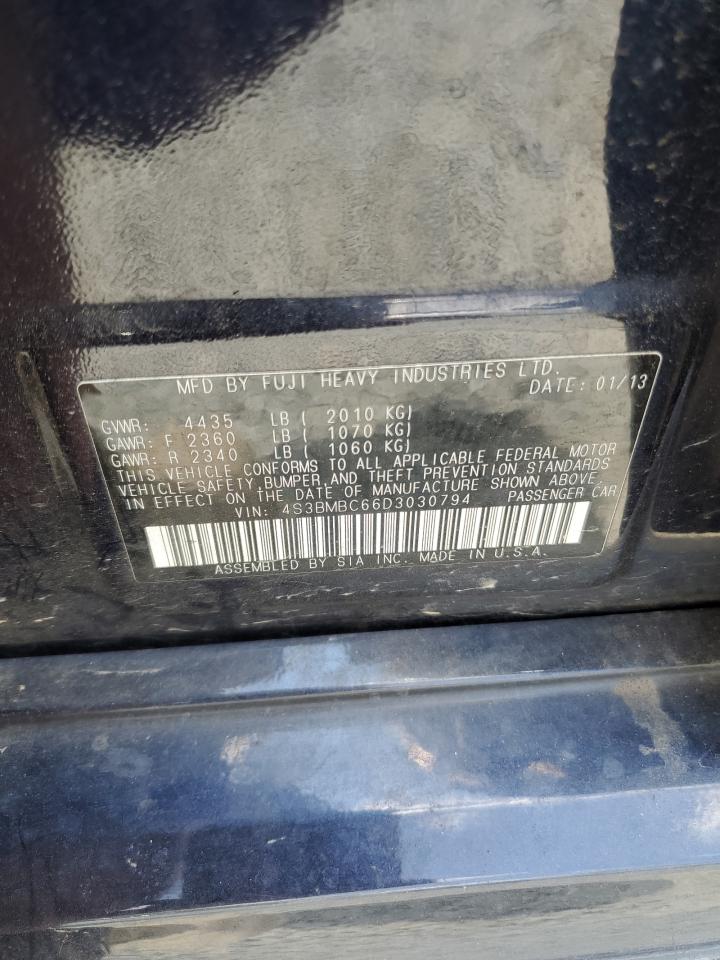 MFD BY FUJI HEAVY INDUSTRIES LTD.
DATE: 01/13
GVWR: 4435 LB ( 2010 KG)
GAWR: F 2360 LB ( 1070 KG)
GAWR: R 2340 LB ( 1060 KG)
THIS VEHICLE CONFORMS TO ALL APPLICABLE FEDERAL MOTOR
VEHICLE SAFETY, BUMPER, AND THEFT PREVENTION STANDARDS
IN EFFECT ON THE DATE OF MANUFACTURE SHOWN ABOVE.
VIN: 4S3BMBC66D3030794 PASSENGER CAR
ASSEMBLED BY SIA INC. MADE IN U.S.A.